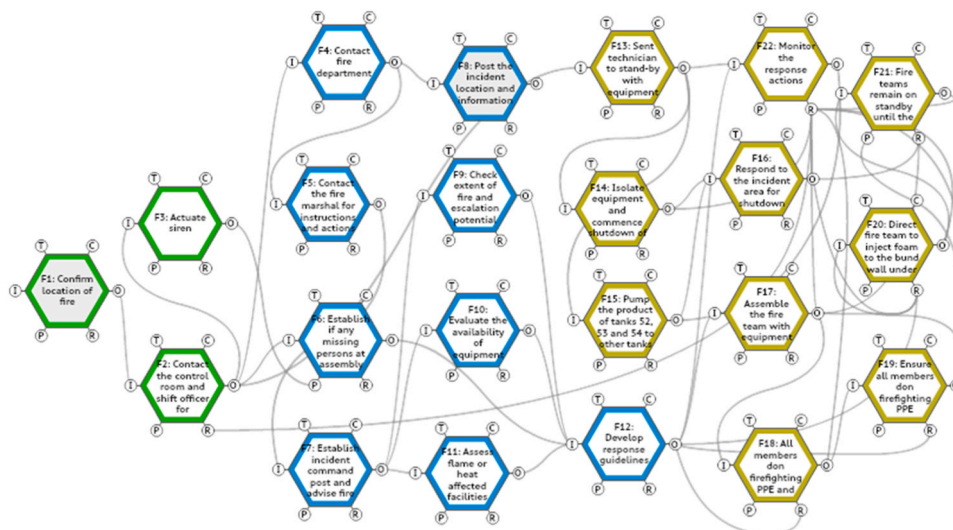 T C
F4: Contact
fire
department
I O
P R
T C
F8: Post the
incident
location and
information
I O
P R
T C
F13: Sent
technician
to stand-by
with
equipment
I O
P R
T C
F22: Monitor
the
response
actions
I O
P R
T C
F21: Fire
teams
remain on
standby
until the
I O
P R
T C
F3: Actuate
siren
I O
P R
T C
F5: Contact
the fire
marshal for
instructions
and actions
I O
P R
T C
F9: Check
extent of
fire and
escalation
potential
I O
P R
T C
F14: Isolate
equipment
and
commence
shutdown of
I O
P R
T C
F16:
Respond to
the incident
area for
shutdown
I O
P R
T C
F20: Direct
fire team to
inject foam
to the bund
wall under
I O
P R
T C
F1: Confirm
location of
fire
I O
P R
T C
F2: Contact
the control
room and
shift officer
for
I O
P R
T C
F6: Establish
if any
missing
persons at
assembly
I O
P R
T C
F10:
Evaluate the
availability
of
equipment
I O
P R
T C
F15: Pump
the product
of tanks 52,
53 and 54 to
other tanks
I O
P R
T C
F17:
Assemble
the fire
team with
equipment
I O
P R
T C
F19: Ensure
all members
don
firefighting
PPE
I O
P R
T C
F7: Establish
incident
command
post and
advise fire
I O
P R
T C
F11: Assess
flame or
heat
affected
facilities
I O
P R
T C
F12:
Develop
response
guidelines
I O
P R
T C
F18: All
members
don
firefighting
PPE and
I O
P R